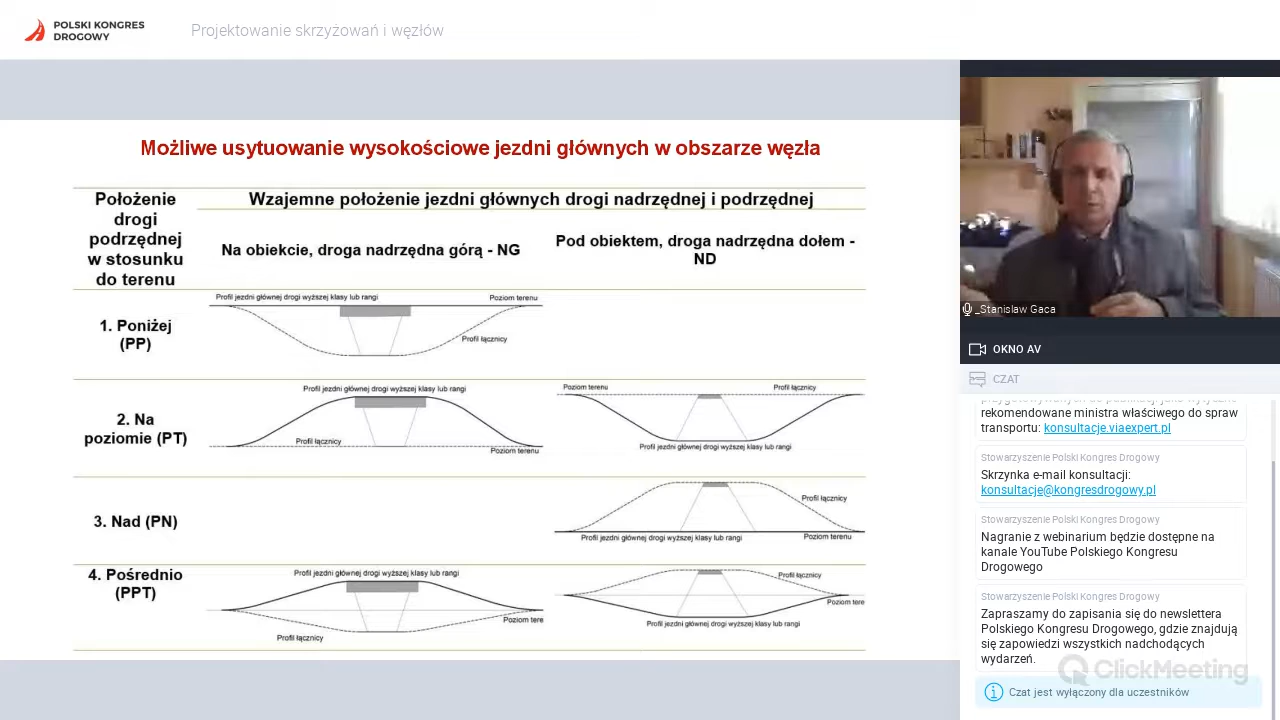 POLSKI KONGRES
DROGOWY
Projektowanie skrzyżowań i węzłów
Możliwe usytuowanie wysokościowe jezdni głównych w obszarze węzła
Położenie
drogi
podrzędnej
w stosunku
do terenu
Wzajemne położenie jezdni głównych drogi nadrzędnej i podrzędnej
Na obiekcie, droga nadrzędna górą - NG
Pod obiektem, droga nadrzędna dołem -
ND
1. Poniżej
(PP)
Profil jezdni głównej drogi wyższej klasy lub rangi
Poziom terenu
Profil łącznicy
2. Na
poziomie (PT)
Profil jezdni głównej drogi wyższej klasy lub rangi
Profil łącznicy
Poziom terenu
Poziom terenu
Profil łącznicy
Profil jezdni głównej drogi wyższej klasy lub rangi
3. Nad (PN)
Profil łącznicy
Profil jezdni głównej drogi wyższej klasy lub rangi
Poziom terenu
4. Pośrednio
(PPT)
Profil jezdni głównej drogi wyższej klasy lub rangi
Poziom tere
Profil łącznicy
Profil łącznicy
Poziom tere
Profil jezdni głównej drogi wyższej klasy lub rangi
_Stanislaw Gaca
OKNO AV
CZAT
rekomendowane ministra właściwego do spraw
transportu: konsultacje.viaexpert.pl
Stowarzyszenie Polski Kongres Drogowy
Skrzynka e-mail konsultacji:
konsultacje@kongresdrogowy.pl
Stowarzyszenie Polski Kongres Drogowy
Nagranie z webinarium będzie dostępne na
kanale YouTube Polskiego Kongresu
Drogowego
Stowarzyszenie Polski Kongres Drogowy
Zapraszamy do zapisania się do newslettera
Polskiego Kongresu Drogowego, gdzie znajdują
się zapowiedzi wszystkich nadchodzących
wydarzeń.
ClickMeeting
Czat jest wyłączony dla uczestników